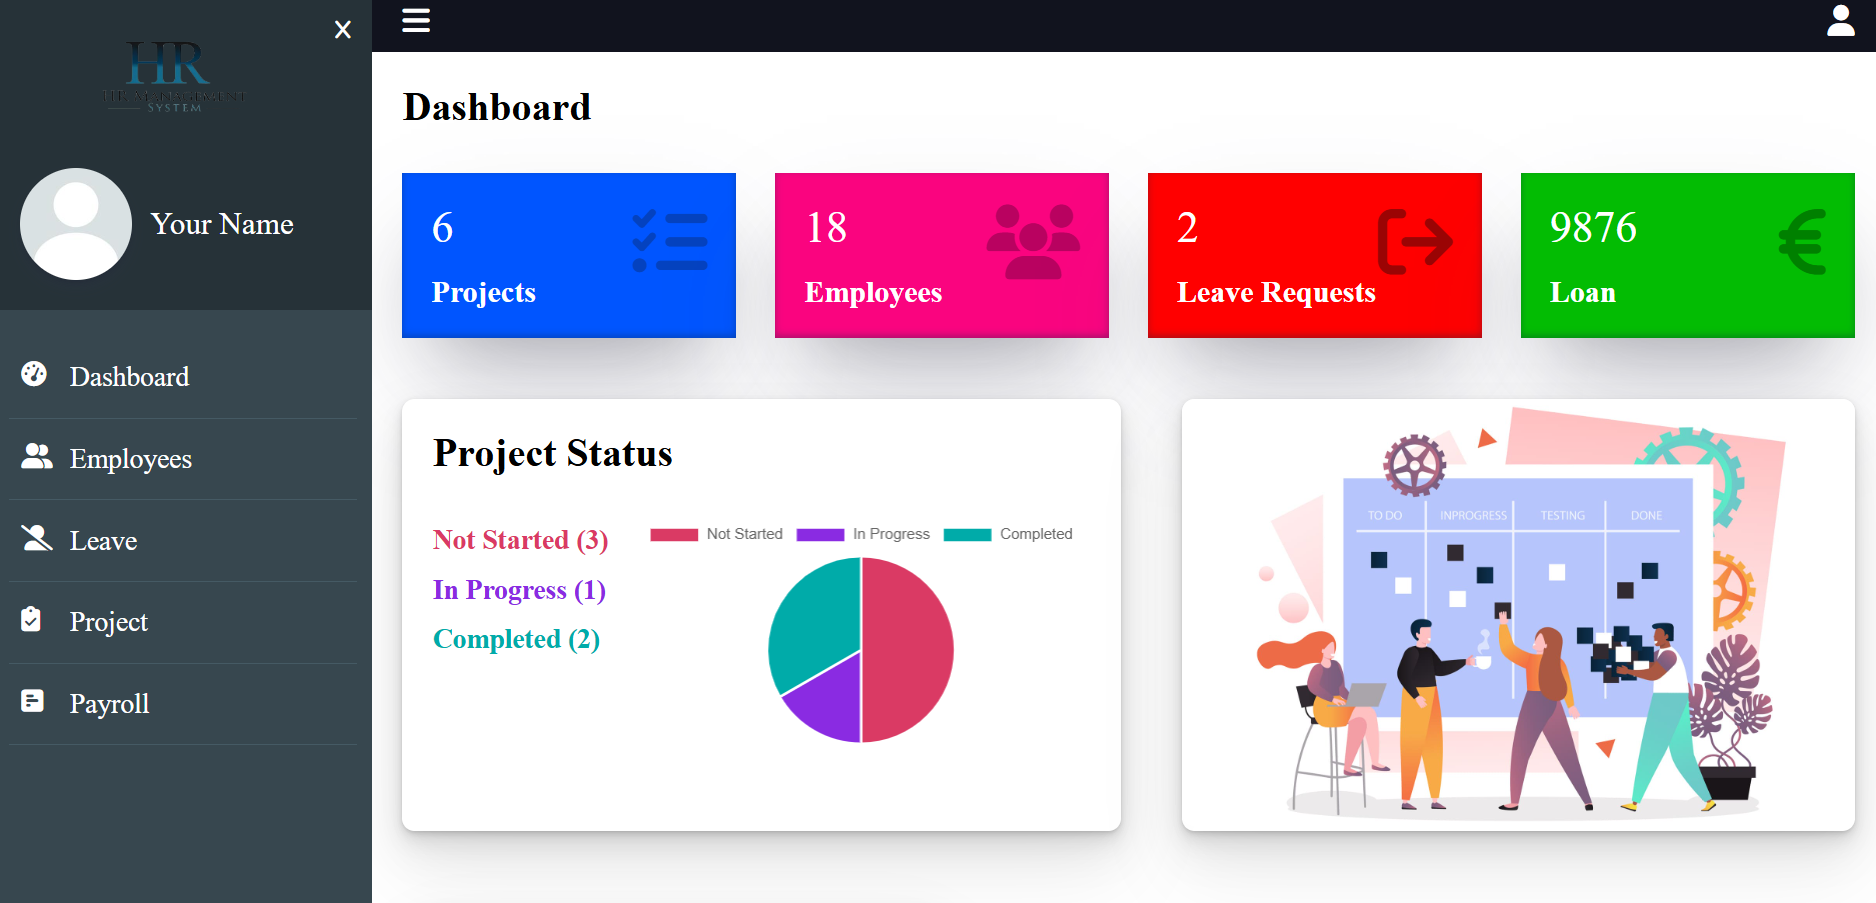 X
HR
HR Management
System
Your Name
Dashboard
Employees
Leave
Project
Payroll
Dashboard
6
Projects
18
Employees
2
Leave Requests
9876
Loan
€
Project Status
Not Started (3)
In Progress (1)
Completed (2)
Not Started In Progress Completed
TO DO INPROGRESS TESTING DONE